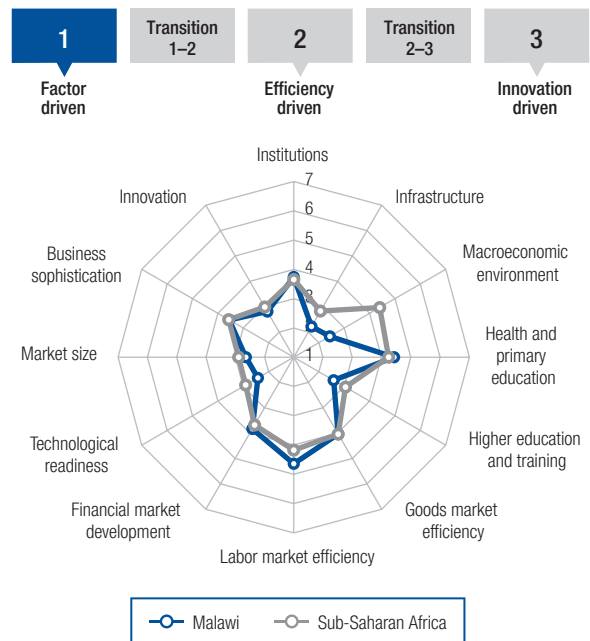 1
Transition
1–2
2
Transition
2–3
3
Factor
driven
Efficiency
driven
Innovation
driven
Institutions
7
Innovation
Infrastructure
6
5
Business
sophistication
Macroeconomic
environment
4
3
2
Market size
1
Health and
primary
education
Technological
readiness
Higher education
and training
Financial market
development
Goods market
efficiency
Labor market efficiency
Malawi
Sub-Saharan Africa